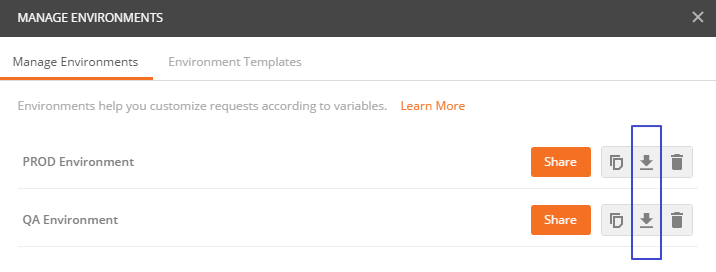 MANAGE ENVIRONMENTS
Manage Environments Environment Templates
Environments help you customize requests according to variables. Learn More
PROD Environment Share
QA Environment Share